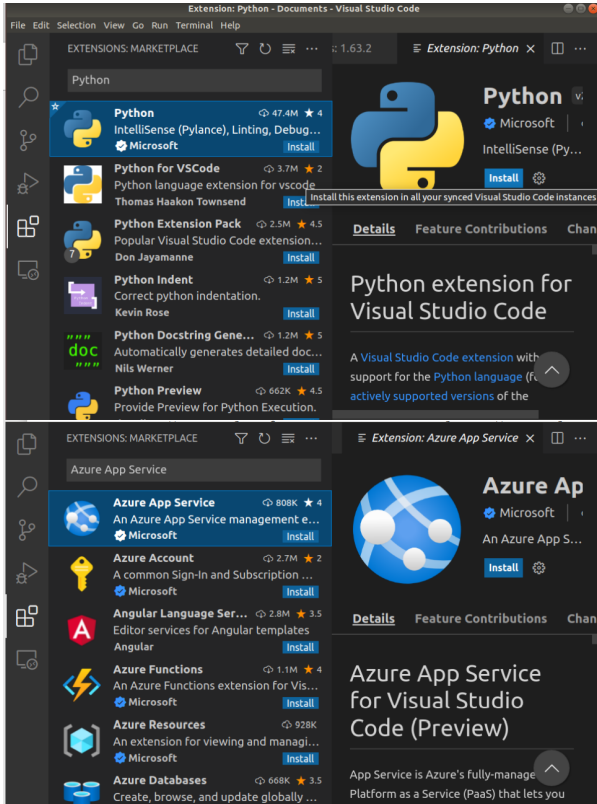 Extension: Python - Documents - Visual Studio Code
File Edit Selection View Go Run Terminal Help
EXTENSIONS: MARKETPLACE
: 1.63.2
Extension: Python
Python
Python 47.4M ★ 4
IntelliSense (Pylance), Linting, Debug...
Microsoft Install
Python for VSCode 3.7M ★ 2
Python language extension for vscode
Thomas Haakon Townsend
Python Extension Pack 2.5M ★ 4.5
Popular Visual Studio Code extension...
7
Don Jayamanne Install
Python Indent 1.2M ★ 5
Correct python indentation.
Kevin Rose Install
""" doc """
Python Docstring Gene... 1.2M ★ 5
Automatically generates detailed doc...
Nils Werner Install
Python Preview 662K ★ 4.5
Provide Preview for Python Execution.
Python
Microsoft
IntelliSense (Py...
Install
Install this extension in all your synced Visual Studio Code instances
Details Feature Contributions Chan
Python extension for
Visual Studio Code
A Visual Studio Code extension with
support for the Python language
actively supported versions of the
EXTENSIONS: MARKETPLACE
Extension: Azure App Service
Azure App Service
Azure App Service 808K ★ 4
An Azure App Service management e...
Microsoft Install
Azure Account 2.7M ★ 2
A common Sign-In and Subscription ...
Microsoft Install
Angular Language Ser... 2.8M ★ 3.5
Editor services for Angular templates
Angular Install
Azure Functions 1.1M ★ 4
An Azure Functions extension for Vis...
Microsoft Install
Azure Resources 928K
An extension for viewing and managi...
Microsoft Install
Azure Databases 668K ★ 3.5
Create, browse, and update globally ...
Azure Ap
Microsoft
An Azure App S...
Install
Details Feature Contributions Chan
Azure App Service
for Visual Studio
Code (Preview)
App Service is Azure's fully-manage
Platform as a Service (PaaS) that lets you